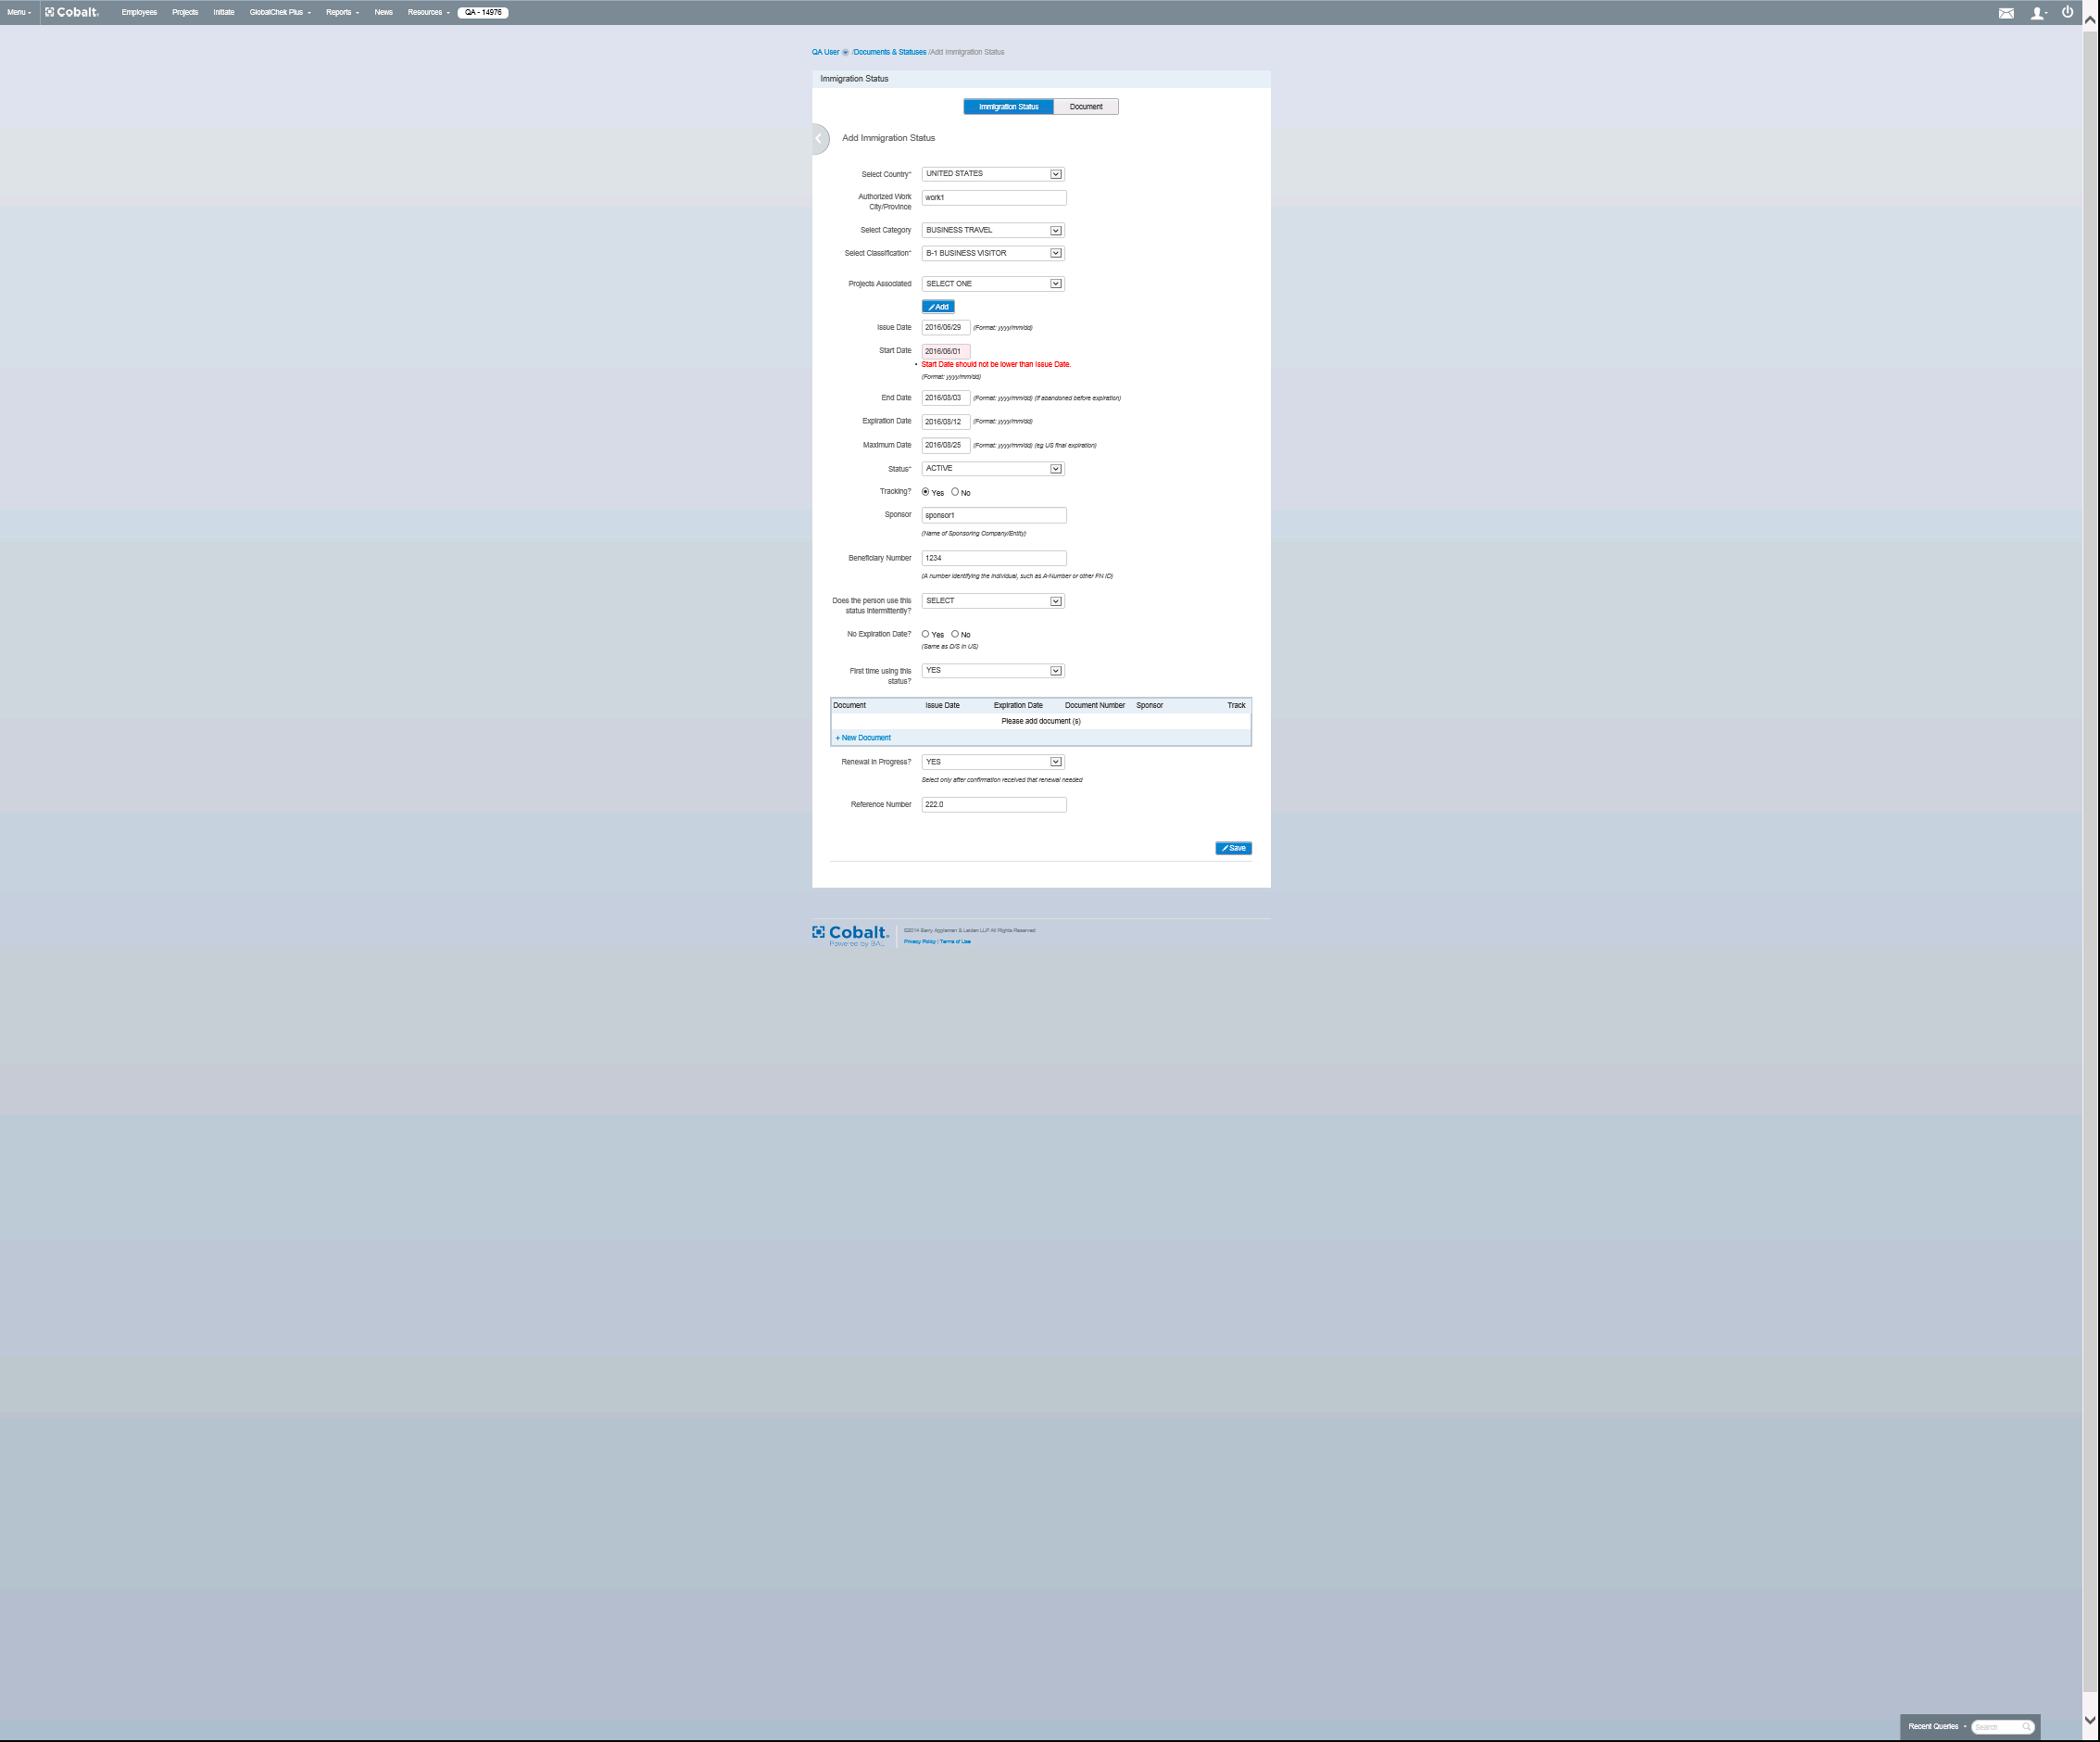 Menu
Cobalt.
Employees
Projects
Initiate
GlobalChek Plus
Reports
News
Resources
QA - 14976
QA User /Documents & Statuses /Add Immigration Status
Immigration Status
Immigration Status
Document
Add Immigration Status
Select Country* UNITED STATES
Authorized Work
City/Province
work1
Select Category BUSINESS TRAVEL
Select Classification* B-1 BUSINESS VISITOR
Projects Associated SELECT ONE
Add
Issue Date 2016/06/29 (Format: yyyy/mm/dd)
Start Date 2016/06/01
• Start Date should not be lower than Issue Date.
(Format: yyyy/mm/dd)
End Date 2016/08/03 (Format: yyyy/mm/dd) (if abandoned before expiration)
Expiration Date 2016/08/12 (Format: yyyy/mm/dd)
Maximum Date 2016/08/25 (Format: yyyy/mm/dd) (eg US final expiration)
Status* ACTIVE
Tracking? Yes No
Sponsor sponsor1
(Name of Sponsoring Company/Entity)
Beneficiary Number 1234
(A number identifying the individual, such as A-Number or other FN ID)
Does the person use this
status intermittently?
SELECT
No Expiration Date? Yes No
(Same as D/S in US)
First time using this
status?
YES
Document Issue Date Expiration Date Document Number Sponsor Track
Please add document (s)
+ New Document
Renewal in Progress? YES
Select only after confirmation received that renewal needed
Reference Number 222.0
Save
Cobalt.
Powered by BAL
©2014 Berry Appleman & Leiden LLP All Rights Reserved
Privacy Policy | Terms of Use
Recent Queries
Search